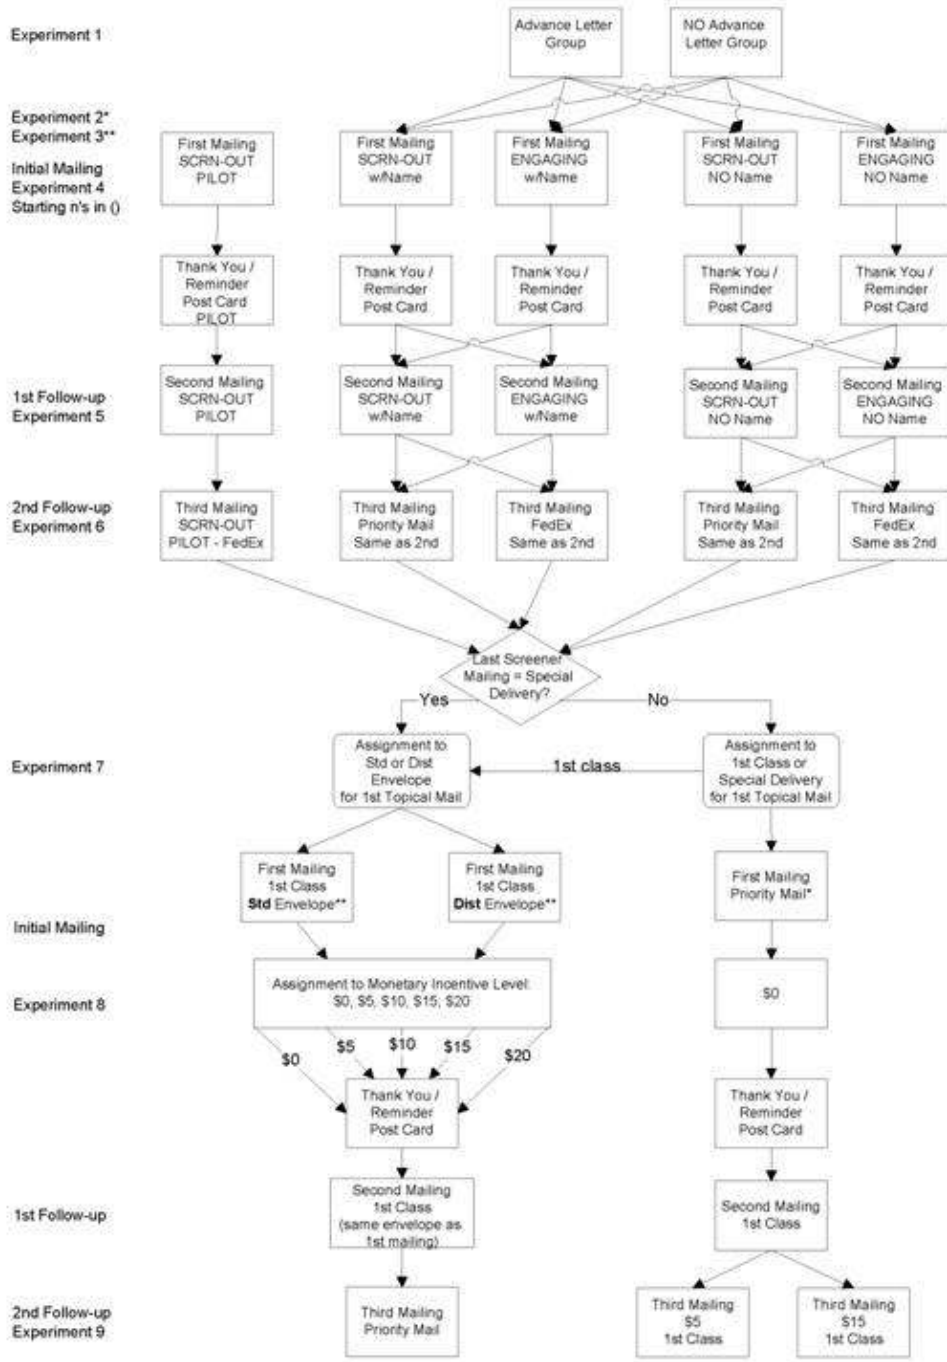 Experiment 1
Advance Letter
Group
NO Advance
Letter Group
Experiment 2*
Experiment 3**
Initial Mailing
Experiment 4
Starting n's in ()
First Mailing
SCRN-OUT
PILOT
First Mailing
SCRN-OUT
w/Name
First Mailing
ENGAGING
w/Name
First Mailing
SCRN-OUT
NO Name
First Mailing
ENGAGING
NO Name
Thank You /
Reminder
Post Card
PILOT
Thank You /
Reminder
Post Card
Thank You /
Reminder
Post Card
Thank You /
Reminder
Post Card
Thank You /
Reminder
Post Card
1st Follow-up
Experiment 5
Second Mailing
SCRN-OUT
PILOT
Second Mailing
SCRN-OUT
w/Name
Second Mailing
ENGAGING
w/Name
Second Mailing
SCRN-OUT
NO Name
Second Mailing
ENGAGING
NO Name
2nd Follow-up
Experiment 6
Third Mailing
SCRN-OUT
PILOT - FedEx
Third Mailing
Priority Mail
Same as 2nd
Third Mailing
FedEx
Same as 2nd
Third Mailing
Priority Mail
Same as 2nd
Third Mailing
FedEx
Same as 2nd
Last Screener
Mailing = Special
Delivery?
Yes
No
Experiment 7
Assignment to
Std or Dist
Envelope
for 1st Topical Mail
1st class
Assignment to
1st Class or
Special Delivery
for 1st Topical Mail
First Mailing
1st Class
Std Envelope**
First Mailing
1st Class
Dist Envelope**
First Mailing
Priority Mail*
Initial Mailing
Experiment 8
Assignment to Monetary Incentive Level:
$0, $5, $10, $15, $20
$0
$0
$5
$10
$15
$20
Thank You /
Reminder
Post Card
Thank You /
Reminder
Post Card
1st Follow-up
Second Mailing
1st Class
(same envelope as
1st mailing)
Second Mailing
1st Class
2nd Follow-up
Experiment 9
Third Mailing
Priority Mail
Third Mailing
$5
1st Class
Third Mailing
$15
1st Class